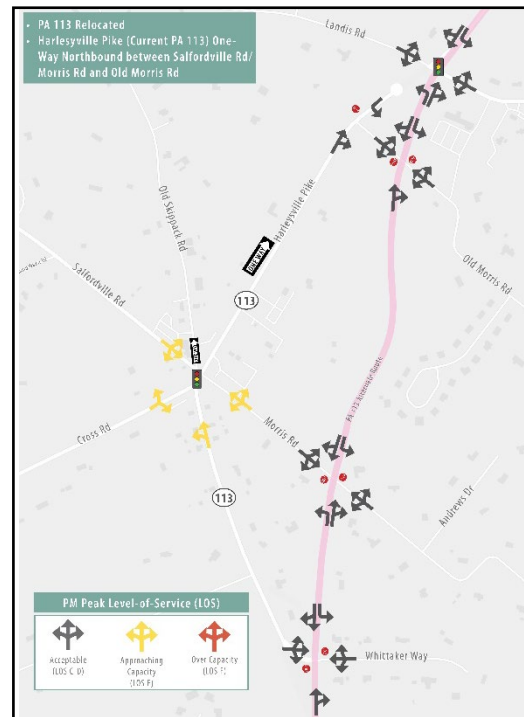 • PA 113 Relocated
• Harlesyville Pike (Current PA 113) One-
Way Northbound between Salfordville Rd/
Morris Rd and Old Morris Rd
Landis Rd
Old Skippack Rd
Harleysville Pike
ONE WAY
Salfordville Rd
Old Morris Rd
113
PA 113 Alternate Route
Cross Rd
Morris Rd
113
Andrews Dr
Whittaker Way
PM Peak Level-of-Service (LOS)
Acceptable
(LOS C-D)
Approaching
Capacity
(LOS E)
Over Capacity
(LOS F)